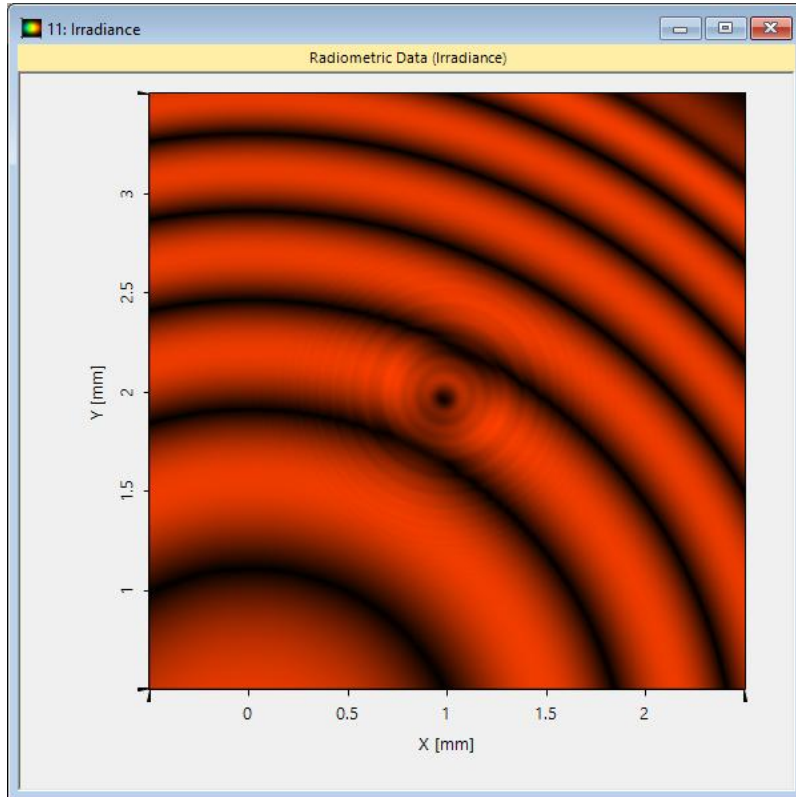 11: Irradiance
Radiometric Data (Irradiance)
3
2.5
2
1.5
1
Y [mm]
0 0.5 1 1.5 2
X [mm]